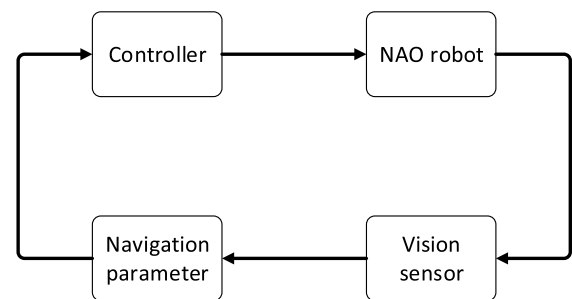 Controller
NAO robot
Navigation
parameter
Vision
sensor